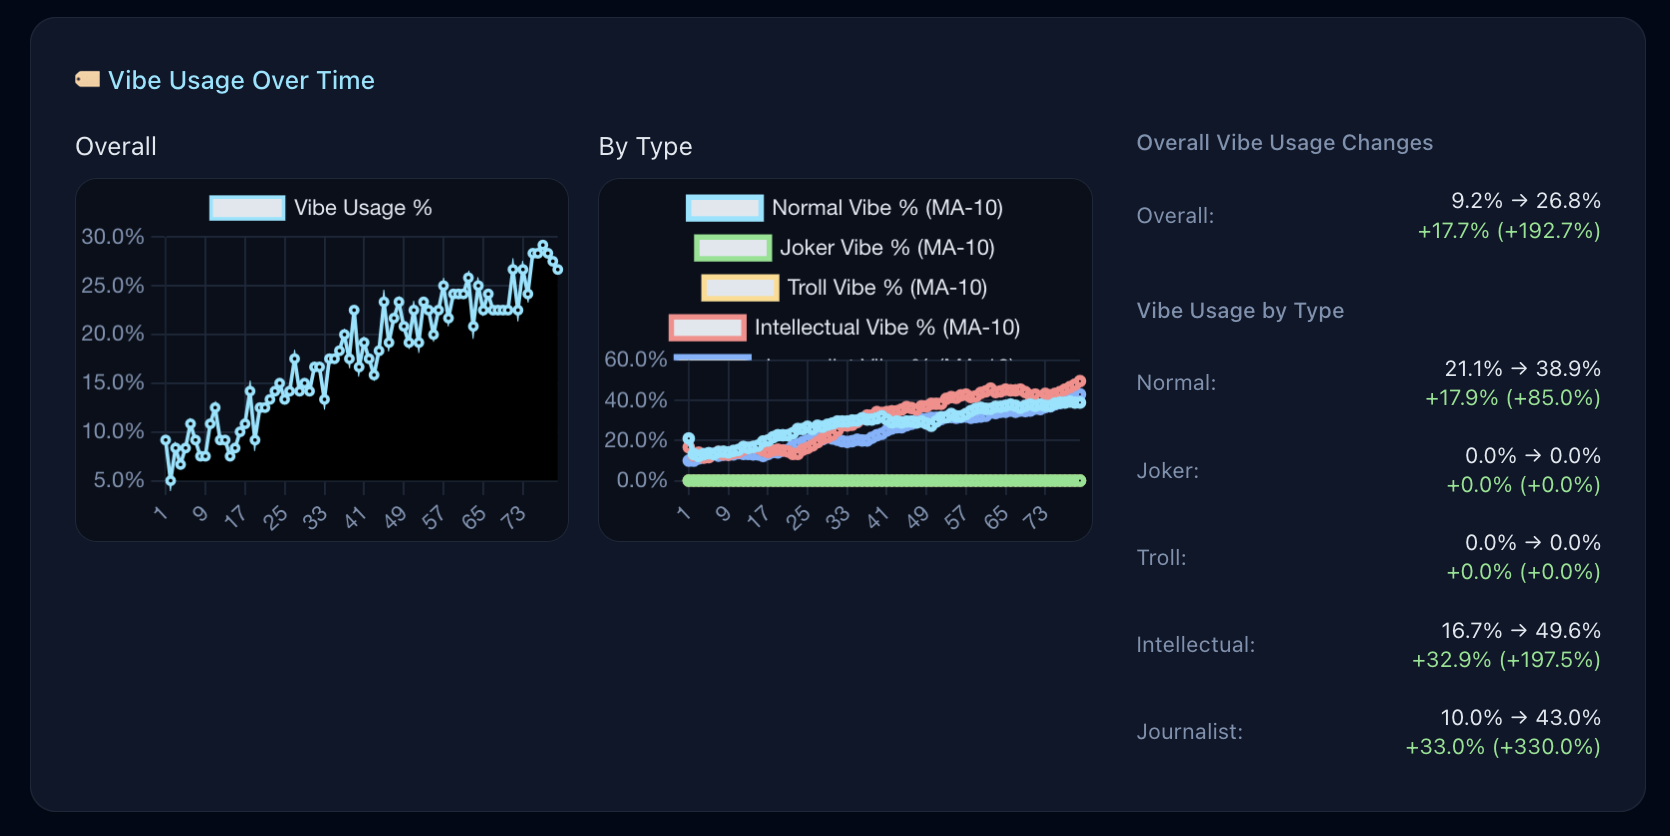 Vibe Usage Over Time
Overall
Vibe Usage %
30.0%
25.0%
20.0%
15.0%
10.0%
5.0%
1 9 17 25 33 41 49 57 65 73
By Type
Normal Vibe % (MA-10)
Joker Vibe % (MA-10)
Troll Vibe % (MA-10)
Intellectual Vibe % (MA-10)
60.0%
40.0%
20.0%
0.0%
1 9 17 25 33 41 49 57 65 73
Overall Vibe Usage Changes
Overall: 9.2% → 26.8%
+17.7% (+192.7%)
Vibe Usage by Type
Normal: 21.1% → 38.9%
+17.9% (+85.0%)
Joker: 0.0% → 0.0%
+0.0% (+0.0%)
Troll: 0.0% → 0.0%
+0.0% (+0.0%)
Intellectual: 16.7% → 49.6%
+32.9% (+197.5%)
Journalist: 10.0% → 43.0%
+33.0% (+330.0%)